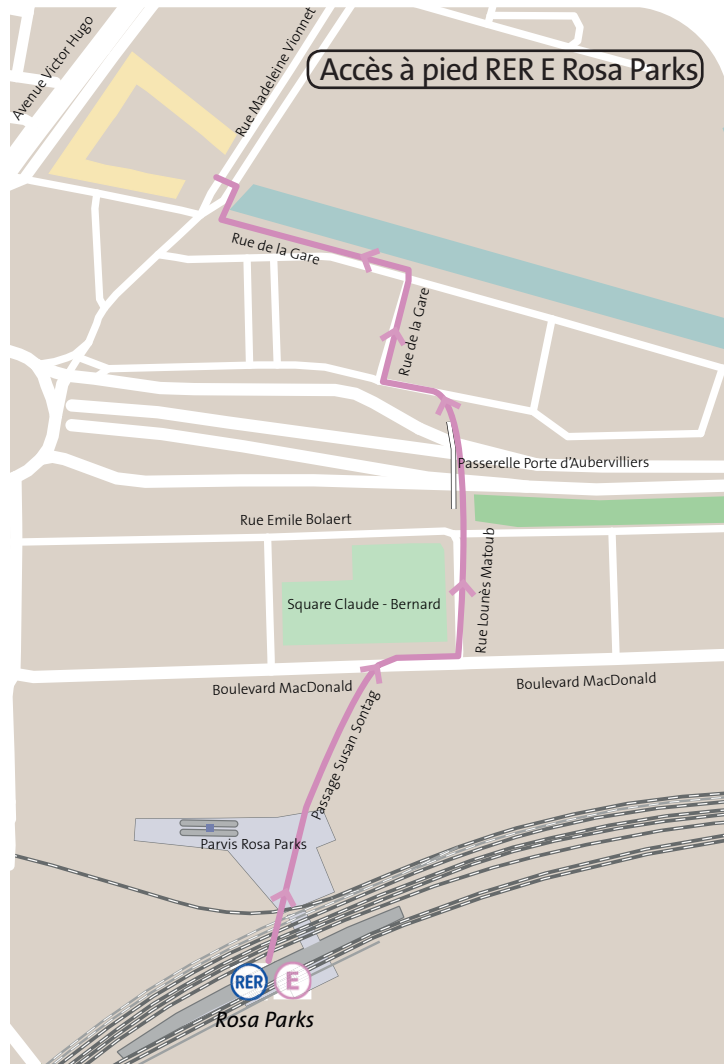 Avenue Victor Hugo
Rue Madeleine Vionnet
Accès à pied RER E Rosa Parks
Rue de la Gare
Rue de la Gare
Passerelle Porte d'Aubervilliers
Rue Emile Bolaert
Rue Lounès Matoub
Square Claude - Bernard
Boulevard MacDonald
Boulevard MacDonald
Passage Susan Sontag
Parvis Rosa Parks
RER E
Rosa Parks